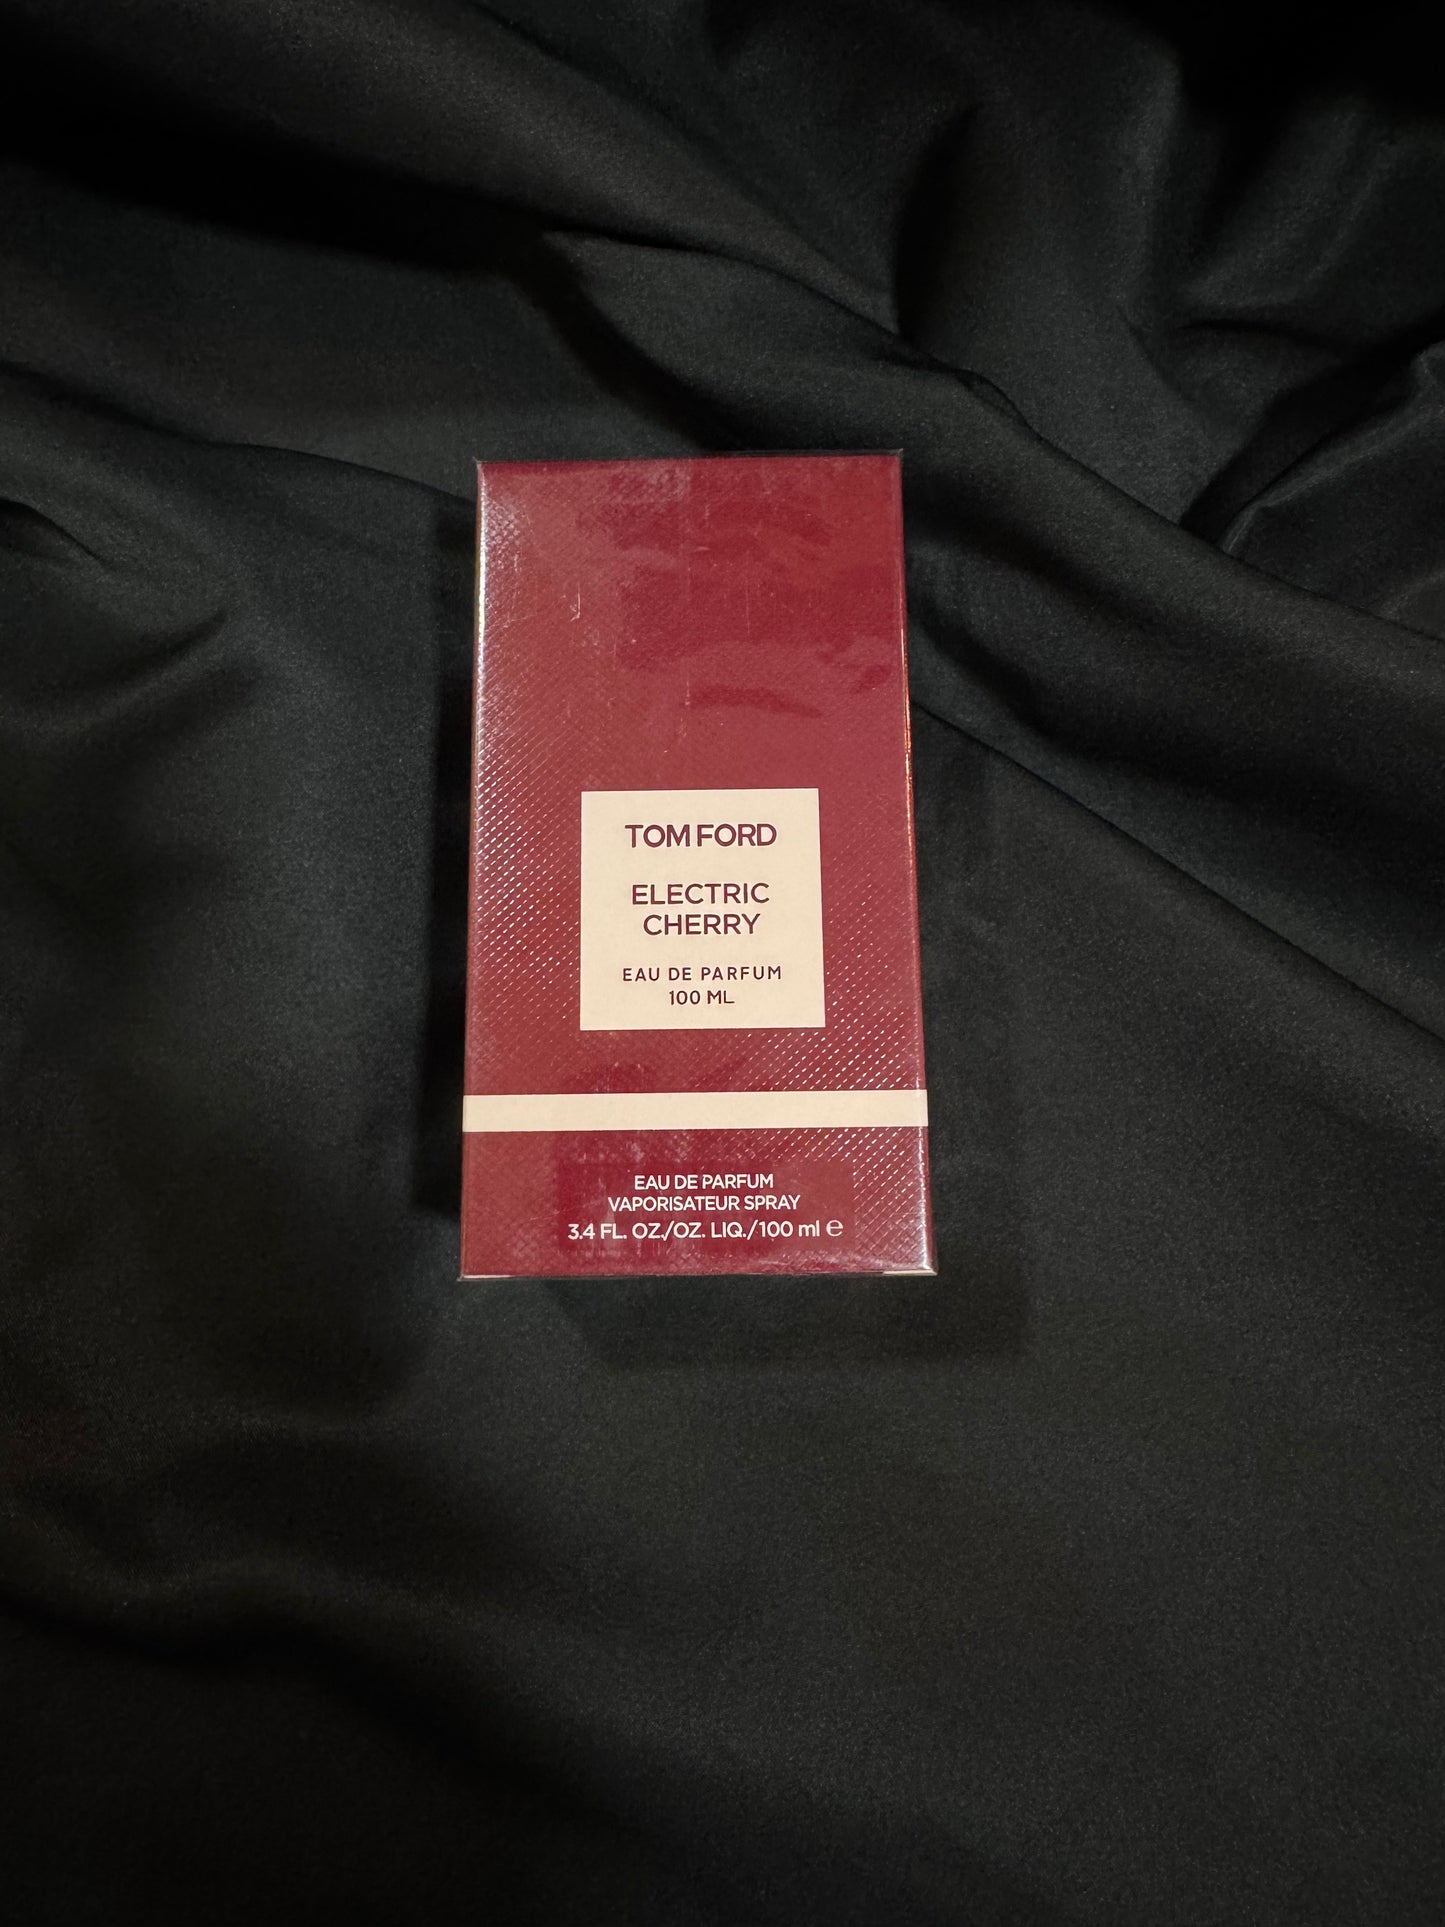 TOM FORD
ELECTRIC
CHERRY
EAU DE PARFUM
100 ML
EAU DE PARFUM
VAPORISATEUR SPRAY
3.4 FL. OZ./OZ. LIQ./100 ml ℮